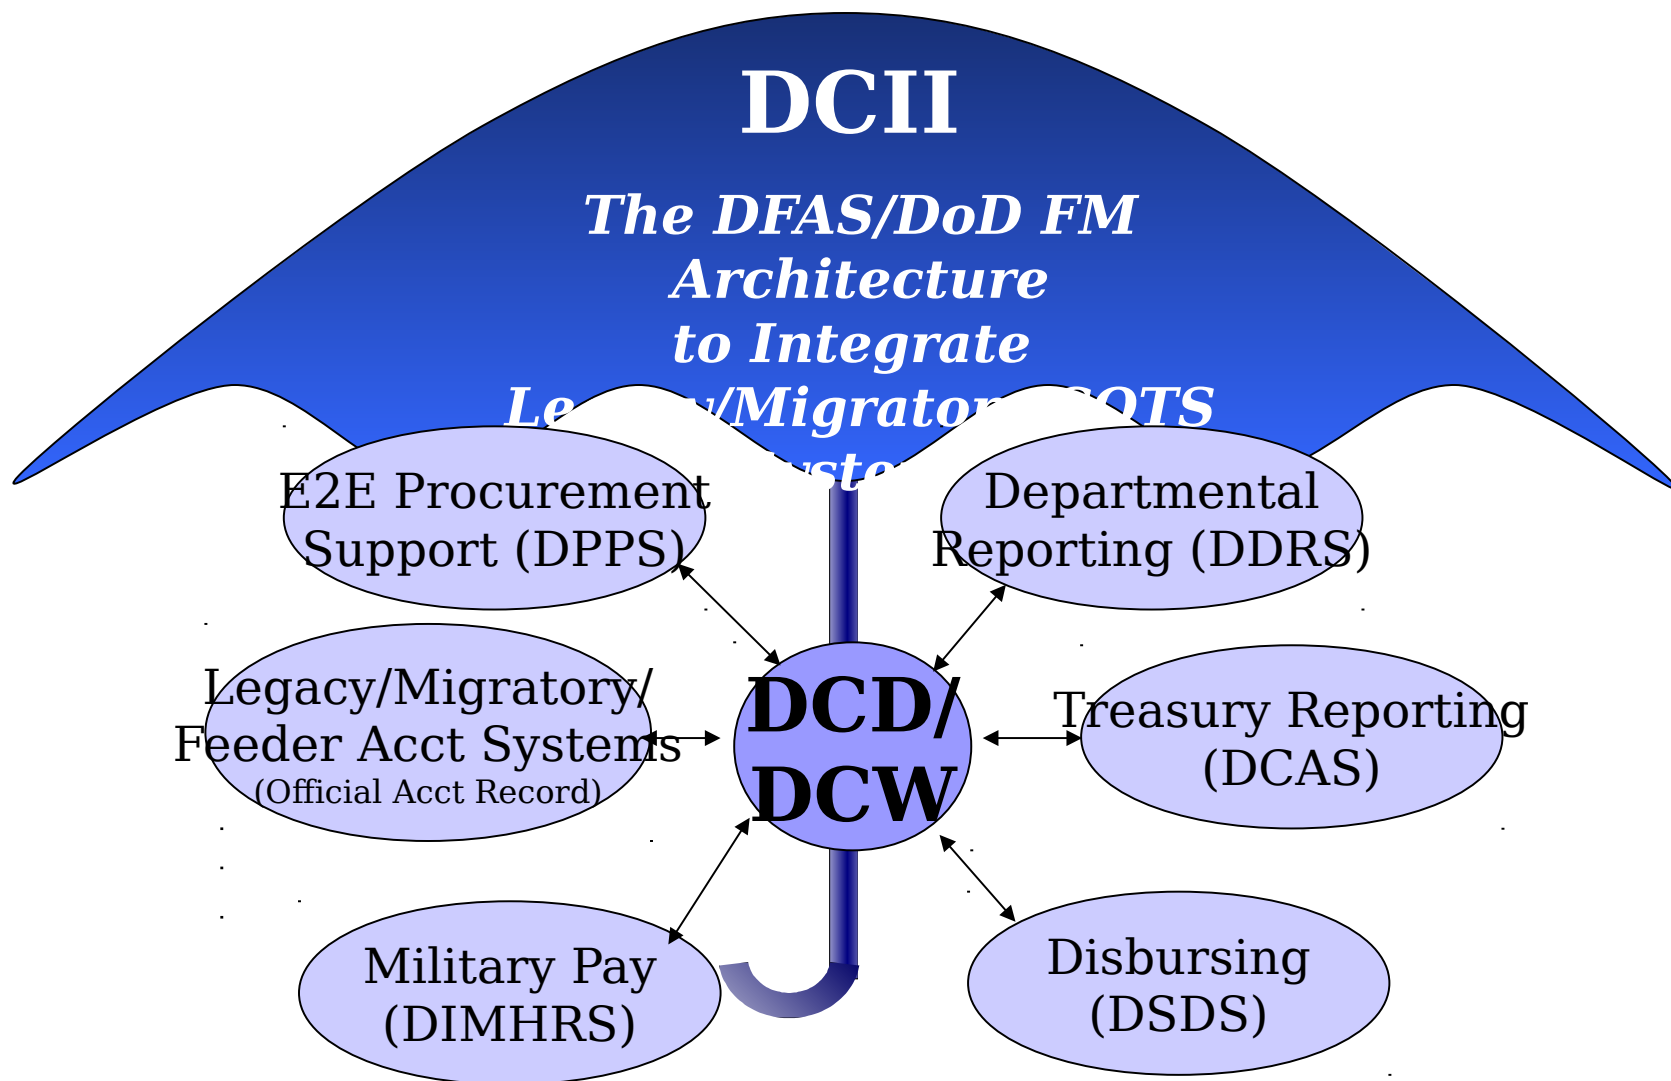 DCII
The DFAS/DoD FM
Architecture
to Integrate
E2E Procurement
Support (DPPS)
Departmental
Reporting (DDRS)
Legacy/Migratory/
Feeder Acct Systems
(Official Acct Record)
DCD/
DCW
Treasury Reporting
(DCAS)
Military Pay
(DIMHRS)
Disbursing
(DSDS)